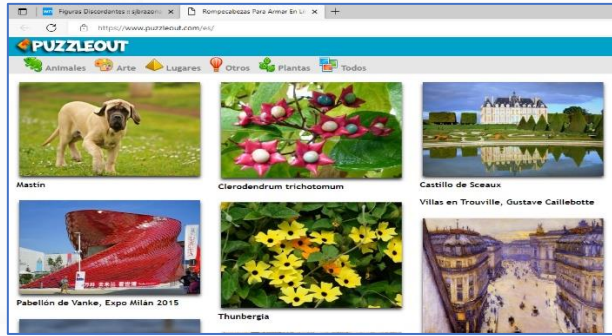 Figuras Discordantes :: sjbrazona
Rompecabezas Para Armar En Lí
https://www.puzzleout.com/es/
PUZZLEOUT
Animales Arte Lugares Otros Plantas Todos
Mastín
Clerodendrum trichotomum
Castillo de Sceaux
Villas en Trouville, Gustave Caillebotte
Pabellón de Vanke, Expo Milán 2015
Thunbergia